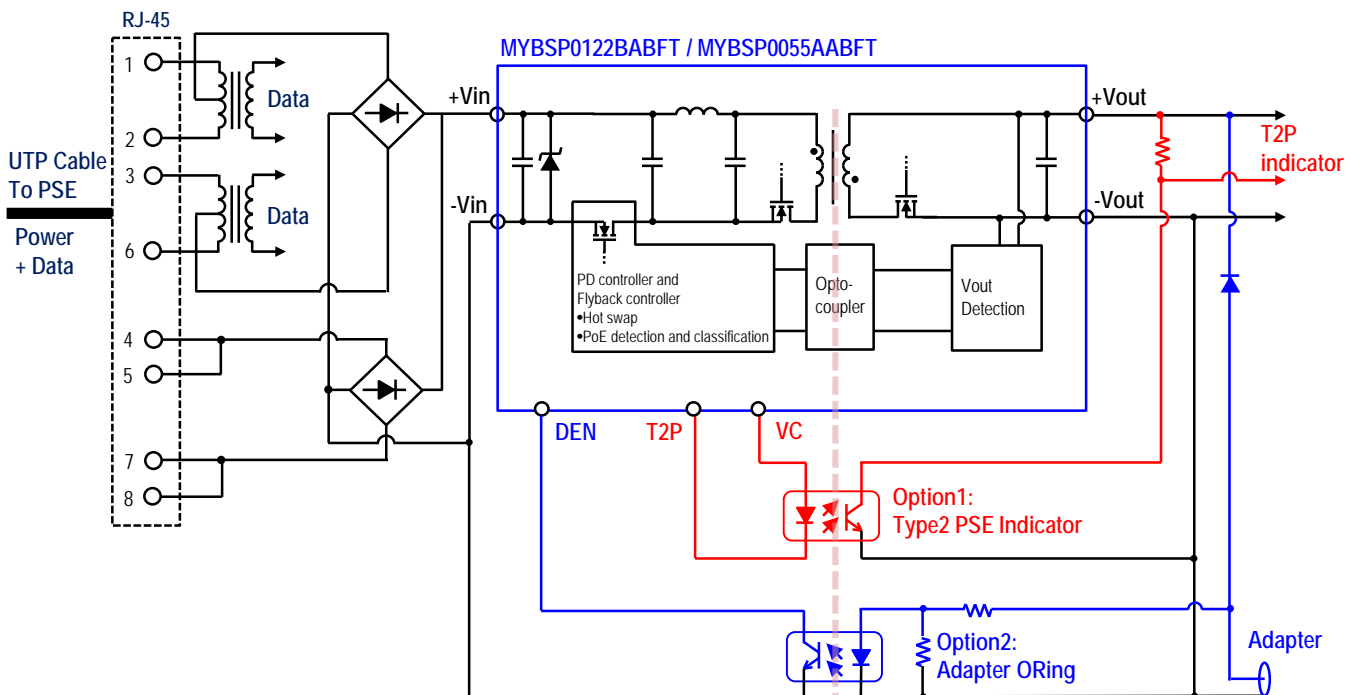 RJ-45
MYBSP0122BABFT / MYBSP0055AABFT
1
2
3
6
4
5
7
8
Data
Data
UTP Cable
To PSE
Power
+ Data
+Vin
-Vin
+Vout
-Vout
T2P
indicator
PD controller and
Flyback controller
•Hot swap
•PoE detection and classification
Opto-
coupler
Vout
Detection
DEN
T2P
VC
Option1:
Type2 PSE Indicator
Option2:
Adapter ORing
Adapter